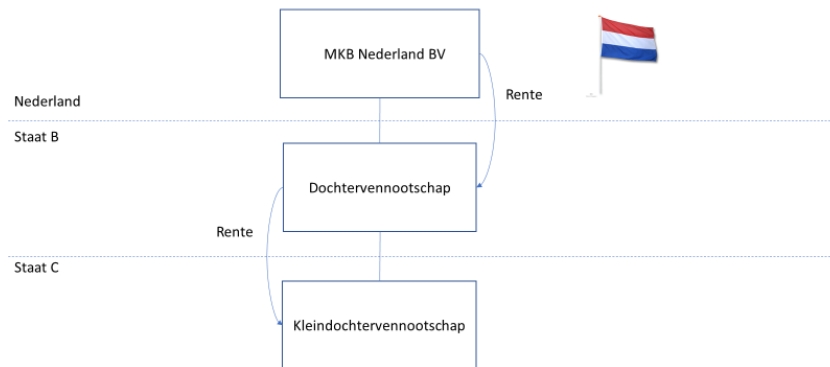 MKB Nederland BV
Rente
Nederland
Staat B
Dochtervennootschap
Rente
Staat C
Kleindochtervennootschap